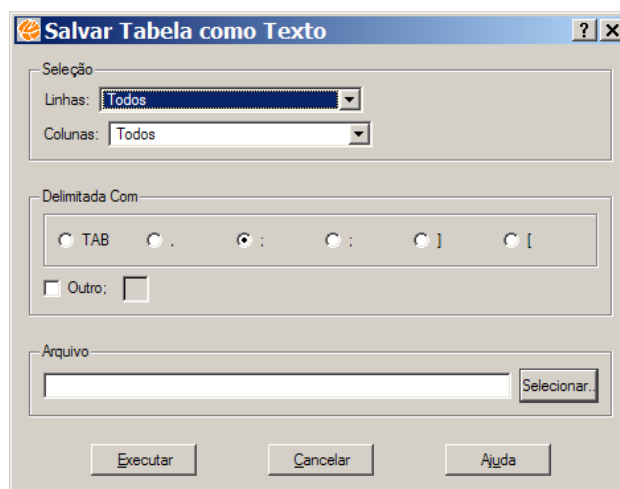 Salvar Tabela como Texto ? X
Seleção
Linhas: Todos
Colunas: Todos
Delimitada Com
TAB , ; : ] [
Outro;
Arquivo
Selecionar..
Executar Cancelar Ajuda